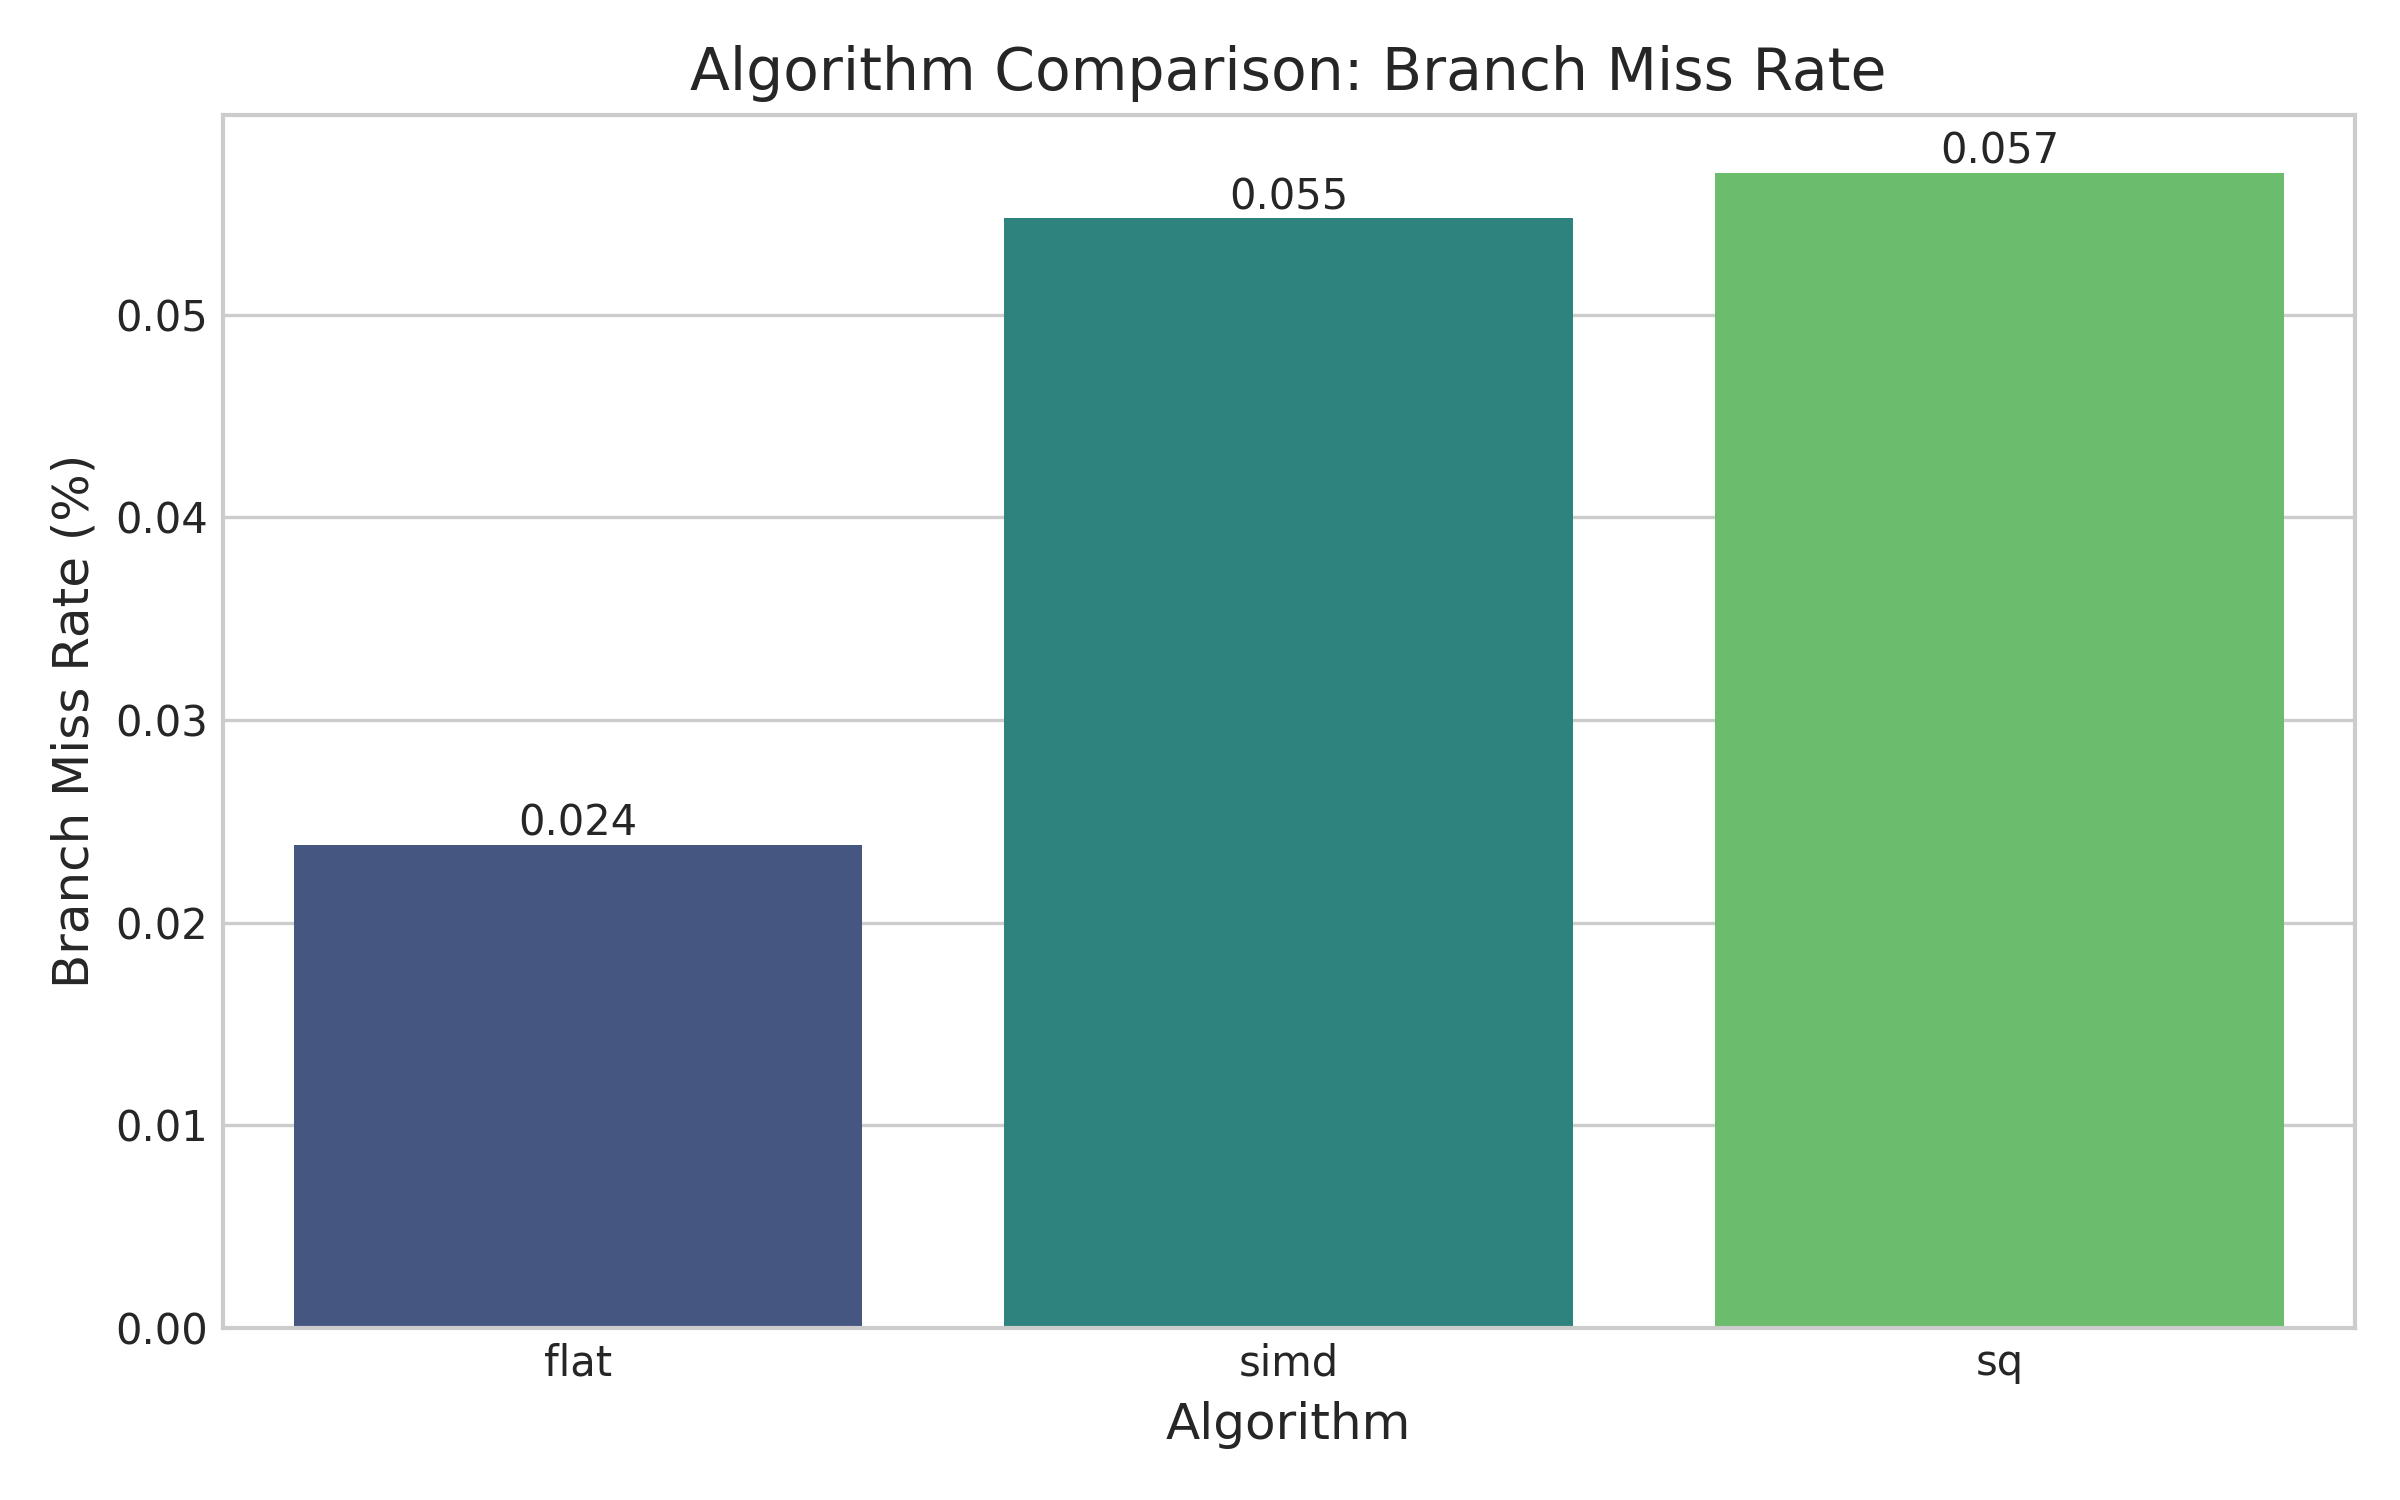 Algorithm Comparison: Branch Miss Rate
Branch Miss Rate (%)
0.05
0.04
0.03
0.02
0.01
0.00
0.024
0.055
0.057
flat
simd
sq
Algorithm